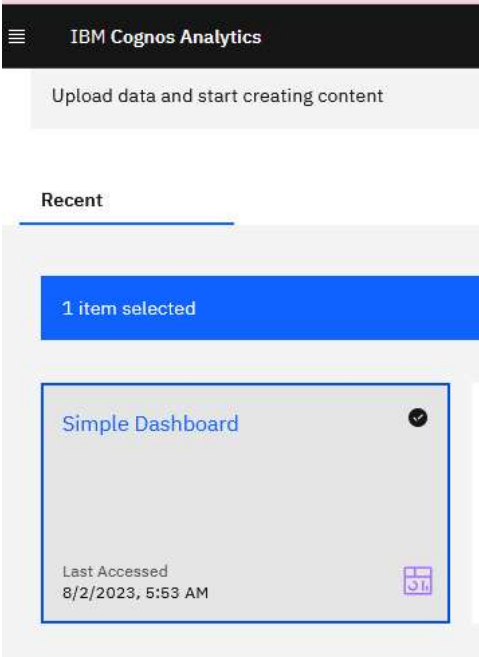 IBM Cognos Analytics
Upload data and start creating content
Recent
1 item selected
Simple Dashboard
Last Accessed
8/2/2023, 5:53 AM